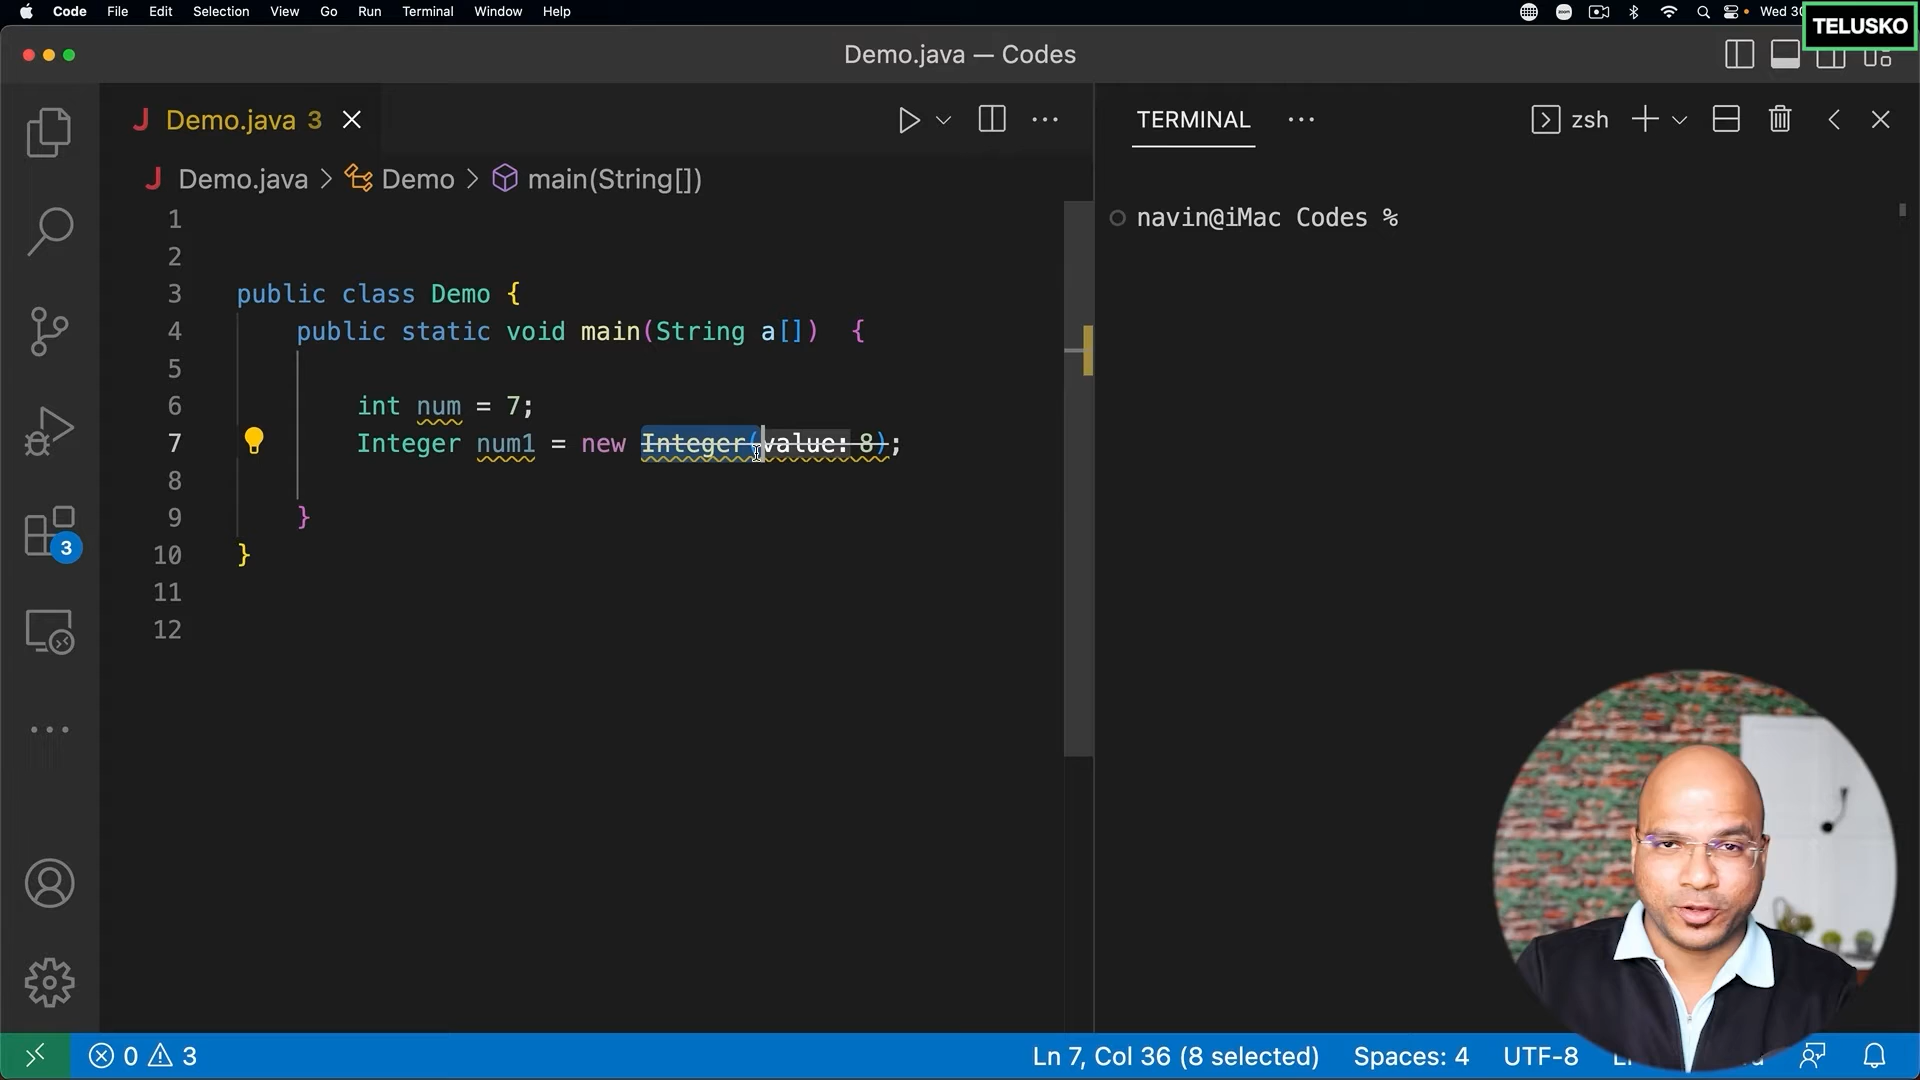 Code File Edit Selection View Go Run Terminal Window Help
Wed 30
TELUSKO
Demo.java — Codes
Demo.java 3
TERMINAL
zsh
Demo.java > Demo > main(String[])
navin@iMac Codes %
1
2
3 public class Demo {
4 public static void main(String a[]) {
5
6 int num = 7;
7 Integer num1 = new Integer(value: 8);
8
9 }
10 }
11
12
3
0 3
Ln 7, Col 36 (8 selected) Spaces: 4 UTF-8